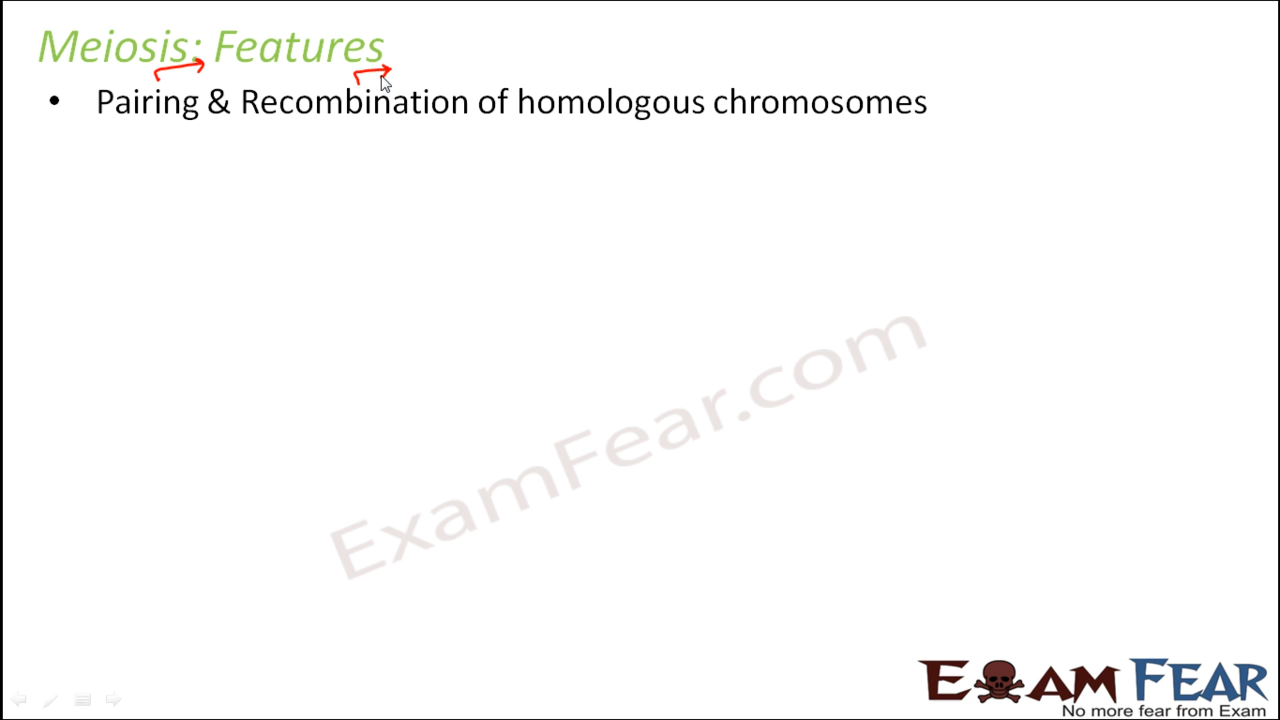 Meiosis: Features
• Pairing & Recombination of homologous chromosomes
ExamFear.com
EXAM FEAR
No more fear from Exam